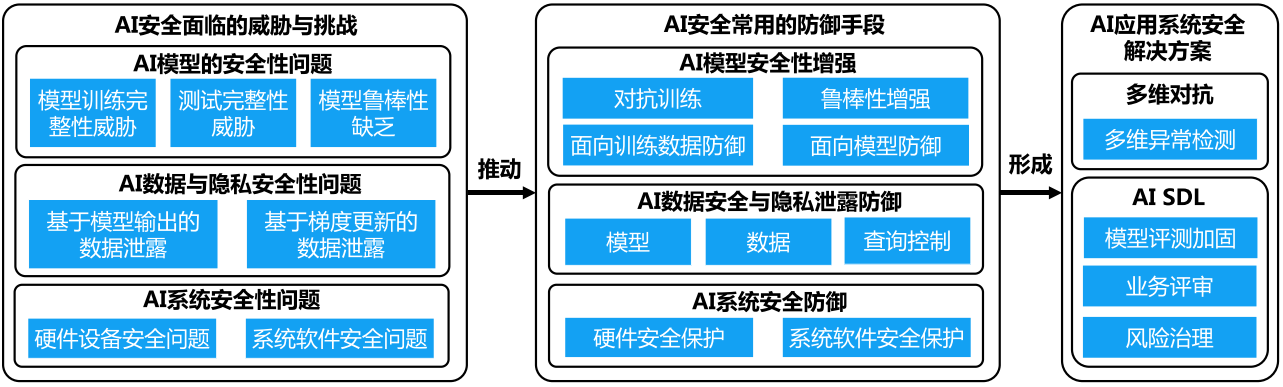 AI安全面临的威胁与挑战
AI模型的安全性问题
模型训练完
整性威胁
测试完整性
威胁
模型鲁棒性
缺乏
AI数据与隐私安全性问题
基于模型输出的
数据泄露
基于梯度更新的
数据泄露
AI系统安全性问题
硬件设备安全问题
系统软件安全问题
推动
AI安全常用的防御手段
AI模型安全性增强
对抗训练
鲁棒性增强
面向训练数据防御
面向模型防御
AI数据安全与隐私泄露防御
模型
数据
查询控制
AI系统安全防御
硬件安全保护
系统软件安全保护
形成
AI应用系统安全
解决方案
多维对抗
多维异常检测
AI SDL
模型评测加固
业务评审
风险治理